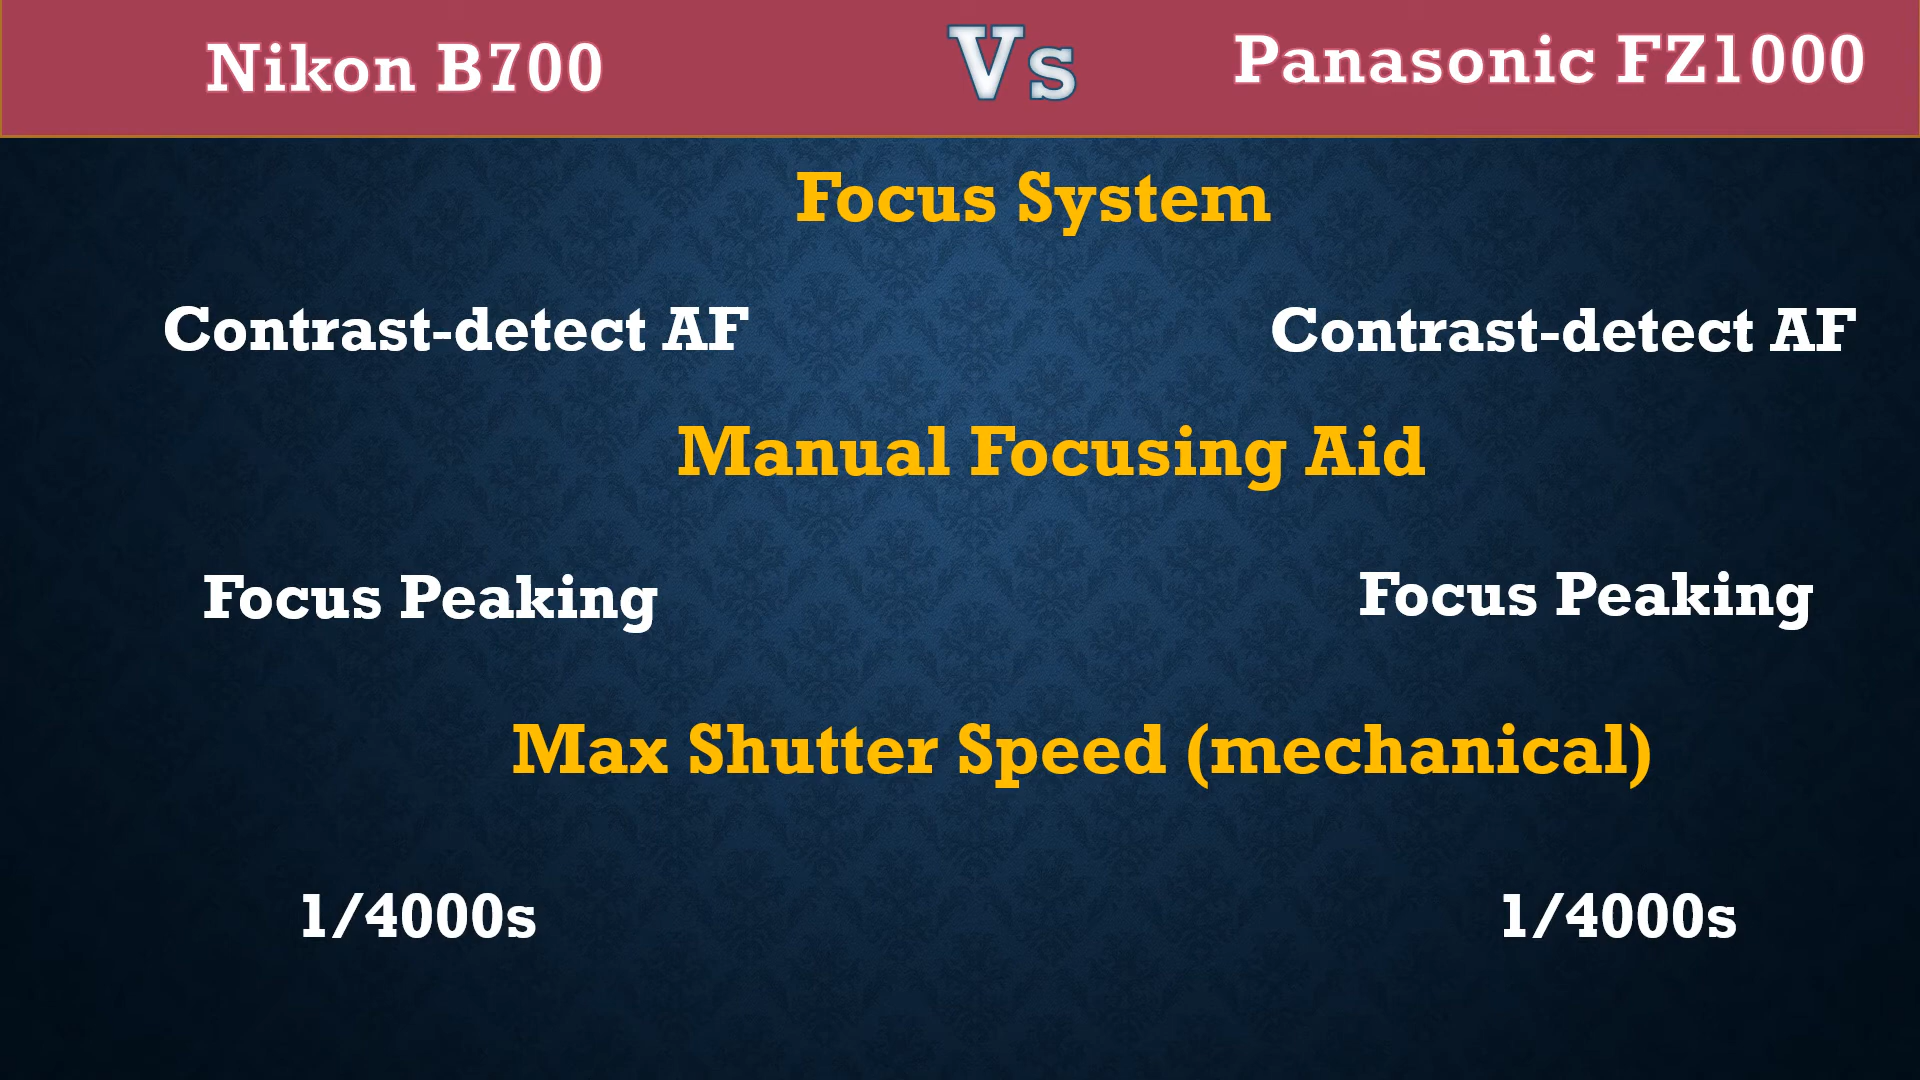 Nikon B700 Vs Panasonic FZ1000
Focus System
Contrast-detect AF Contrast-detect AF
Manual Focusing Aid
Focus Peaking Focus Peaking
Max Shutter Speed (mechanical)
1/4000s 1/4000s